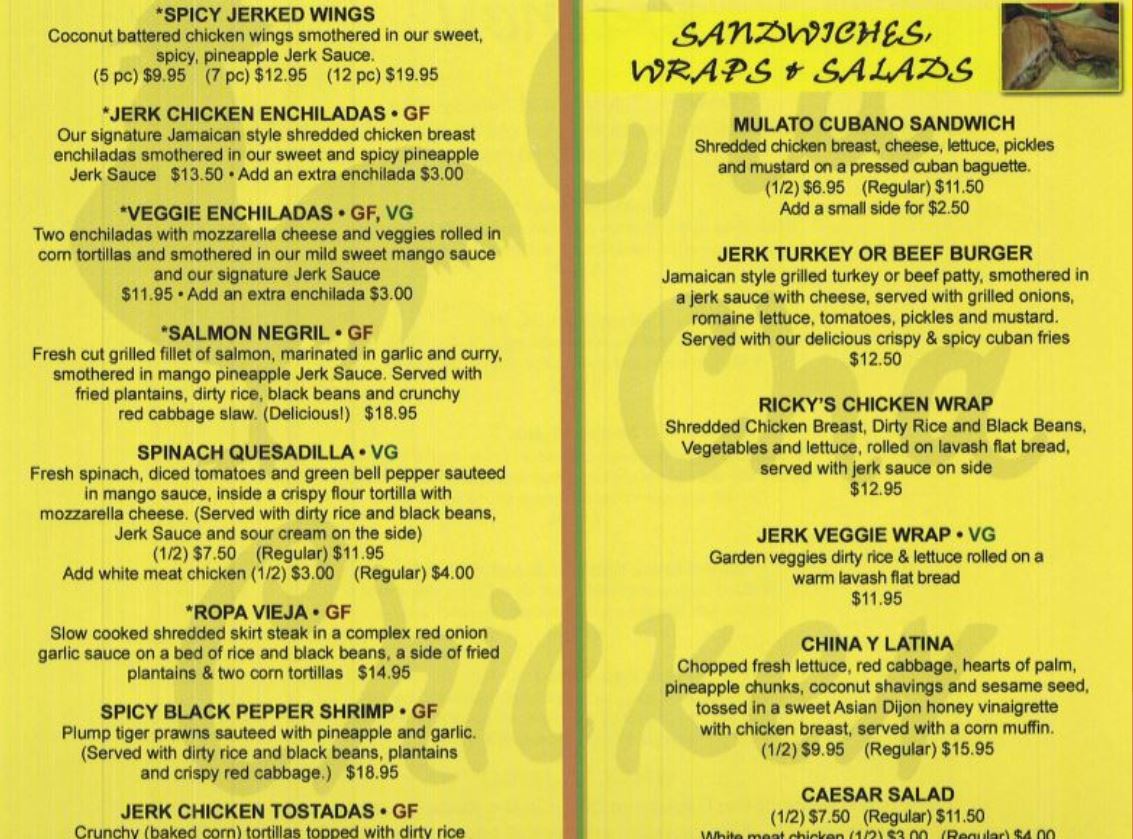 *SPICY JERKED WINGS
Coconut battered chicken wings smothered in our sweet,
spicy, pineapple Jerk Sauce.
(5 pc) $9.95 (7 pc) $12.95 (12 pc) $19.95
*JERK CHICKEN ENCHILADAS • GF
Our signature Jamaican style shredded chicken breast
enchiladas smothered in our sweet and spicy pineapple
Jerk Sauce $13.50 • Add an extra enchilada $3.00
*VEGGIE ENCHILADAS • GF, VG
Two enchiladas with mozzarella cheese and veggies rolled in
corn tortillas and smothered in our mild sweet mango sauce
and our signature Jerk Sauce
$11.95 • Add an extra enchilada $3.00
*SALMON NEGRIL • GF
Fresh cut grilled fillet of salmon, marinated in garlic and curry,
smothered in mango pineapple Jerk Sauce. Served with
fried plantains, dirty rice, black beans and crunchy
red cabbage slaw. (Delicious!) $18.95
SPINACH QUESADILLA • VG
Fresh spinach, diced tomatoes and green bell pepper sauteed
in mango sauce, inside a crispy flour tortilla with
mozzarella cheese. (Served with dirty rice and black beans,
Jerk Sauce and sour cream on the side)
(1/2) $7.50 (Regular) $11.95
Add white meat chicken (1/2) $3.00 (Regular) $4.00
*ROPA VIEJA • GF
Slow cooked shredded skirt steak in a complex red onion
garlic sauce on a bed of rice and black beans, a side of fried
plantains & two corn tortillas $14.95
SPICY BLACK PEPPER SHRIMP • GF
Plump tiger prawns sauteed with pineapple and garlic.
(Served with dirty rice and black beans, plantains
and crispy red cabbage.) $18.95
JERK CHICKEN TOSTADAS • GF
Crunchy (baked corn) tortillas topped with dirty rice
SANDWICHES,
WRAPS & SALADS
MULATO CUBANO SANDWICH
Shredded chicken breast, cheese, lettuce, pickles
and mustard on a pressed cuban baguette.
(1/2) $6.95 (Regular) $11.50
Add a small side for $2.50
JERK TURKEY OR BEEF BURGER
Jamaican style grilled turkey or beef patty, smothered in
a jerk sauce with cheese, served with grilled onions,
romaine lettuce, tomatoes, pickles and mustard.
Served with our delicious crispy & spicy cuban fries
$12.50
RICKY'S CHICKEN WRAP
Shredded Chicken Breast, Dirty Rice and Black Beans,
Vegetables and lettuce, rolled on lavash flat bread,
served with jerk sauce on side
$12.95
JERK VEGGIE WRAP • VG
Garden veggies dirty rice & lettuce rolled on a
warm lavash flat bread
$11.95
CHINA Y LATINA
Chopped fresh lettuce, red cabbage, hearts of palm,
pineapple chunks, coconut shavings and sesame seed,
tossed in a sweet Asian Dijon honey vinaigrette
with chicken breast, served with a corn muffin.
(1/2) $9.95 (Regular) $15.95
CAESAR SALAD
(1/2) $7.50 (Regular) $11.50
White meat chicken (1/2) $3.00 (Regular) $4.00
Cha
Cha
Chicken